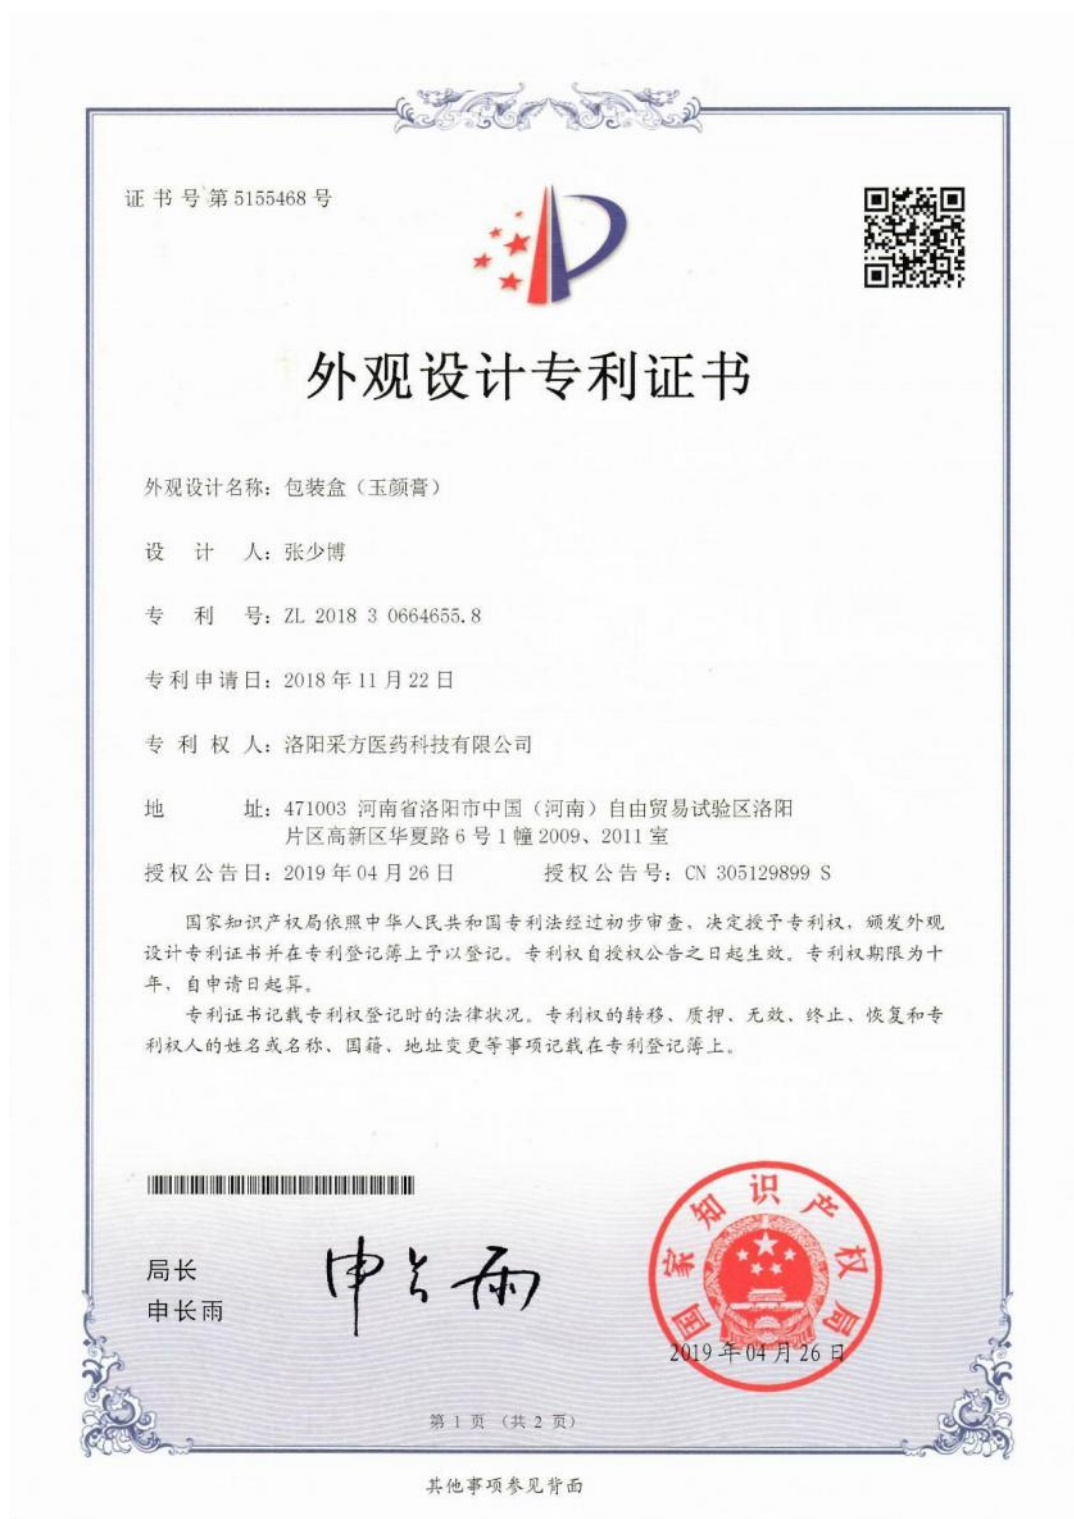 证书号第5155468号
外观设计专利证书
外观设计名称：包装盒（玉颜膏）
设计人：张少博
专利号：ZL 2018 3 0664655.8
专利申请日：2018年11月22日
专利权人：洛阳采方医药科技有限公司
地址：471003 河南省洛阳市中国（河南）自由贸易试验区洛阳
片区高新区华夏路6号1幢2009、2011室
授权公告日：2019年04月26日 授权公告号：CN 305129899 S
国家知识产权局依照中华人民共和国专利法经过初步审查，决定授予专利权，颁发外观
设计专利证书并在专利登记簿上予以登记。专利权自授权公告之日起生效。专利权期限为十
年，自申请日起算。
专利证书记载专利权登记时的法律状况。专利权的转移、质押、无效、终止、恢复和专
利权人的姓名或名称、国籍、地址变更等事项记载在专利登记簿上。
局长
申长雨
申长雨
国家知识产权局
2019年04月26日
第1页（共2页）
其他事项参见背面